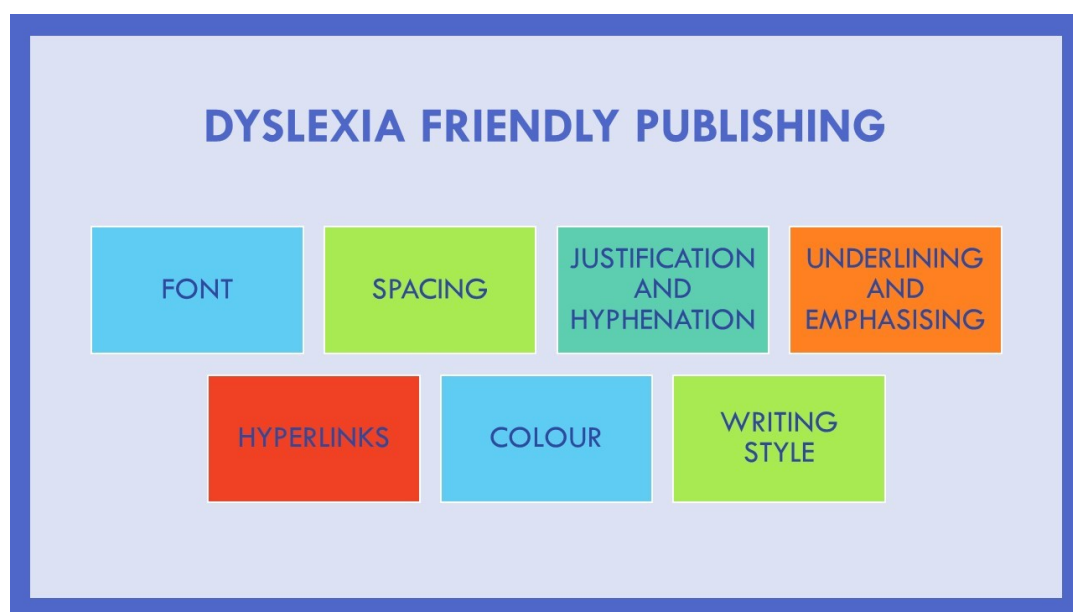 DYSLEXIA FRIENDLY PUBLISHING
FONT
SPACING
JUSTIFICATION
AND
HYPHENATION
UNDERLINING
AND
EMPHASISING
HYPERLINKS
COLOUR
WRITING
STYLE